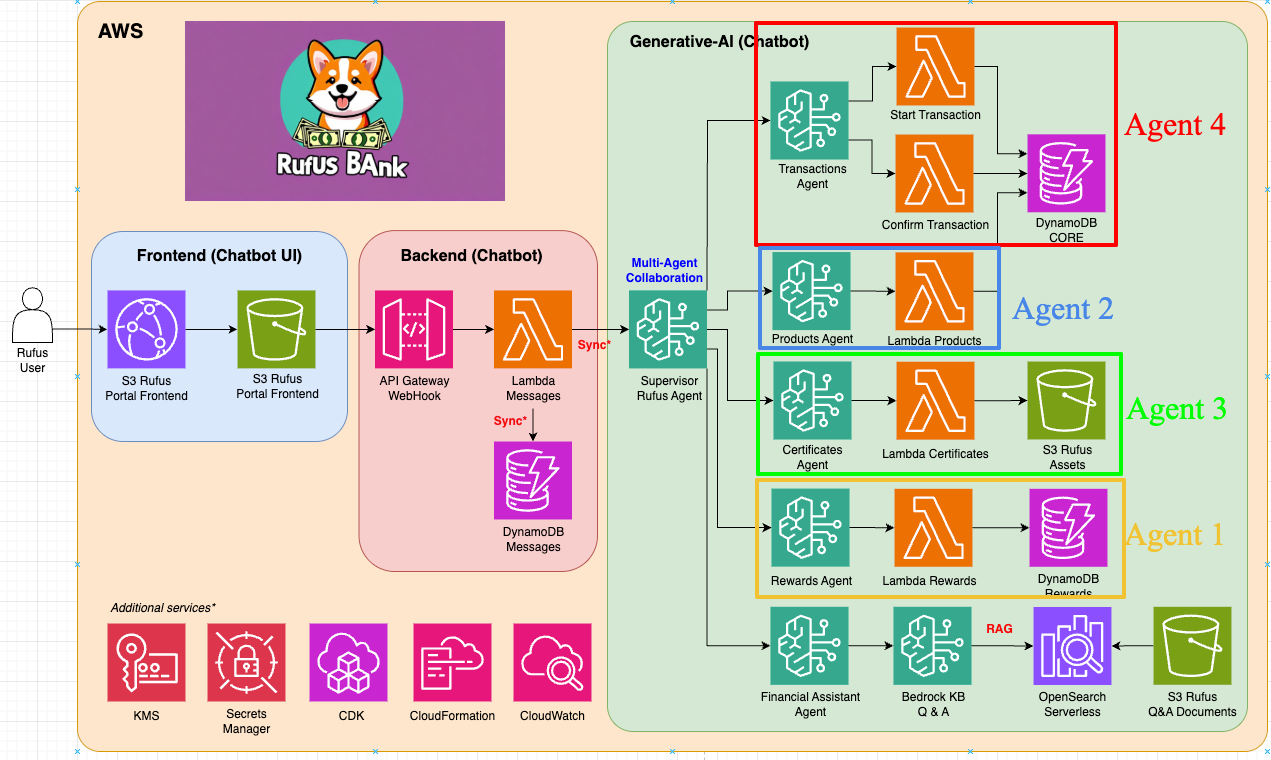 AWS
Rufus BAnk
Generative-AI (Chatbot)
Start Transaction
Agent 4
Transactions
Agent
Confirm Transaction
DynamoDB
CORE
Frontend (Chatbot UI)
Backend (Chatbot)
Multi-Agent
Collaboration
Rufus
User
S3 Rufus
Portal Frontend
S3 Rufus
Portal Frontend
API Gateway
WebHook
Lambda
Messages
Sync*
Sync*
DynamoDB
Messages
Supervisor
Rufus Agent
Products Agent
Lambda Products
Agent 2
Certificates
Agent
Lambda Certificates
S3 Rufus
Assets
Agent 3
Rewards Agent
Lambda Rewards
DynamoDB
Rewards
Agent 1
Financial Assistant
Agent
Bedrock KB
Q & A
RAG
OpenSearch
Serverless
S3 Rufus
Q&A Documents
Additional services*
KMS
Secrets
Manager
CDK
CloudFormation
CloudWatch